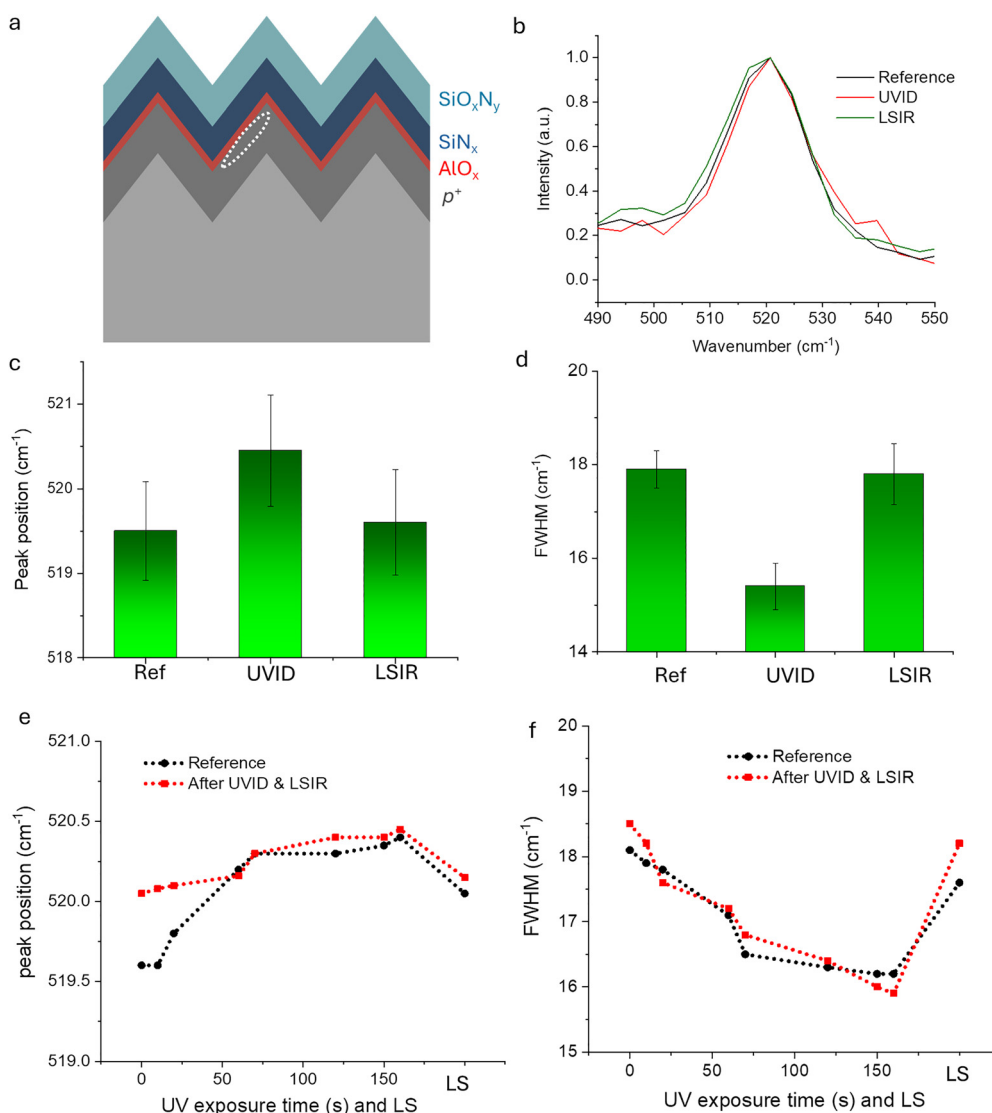 a
SiOxNy
SiNx
AlOx
p+
b
Intensity (a.u.)
1.0
0.8
0.6
0.4
0.2
0.0
Reference
UVID
LSIR
490 500 510 520 530 540 550
Wavenumber (cm-1)
c
Peak position (cm-1)
521
520
519
518
Ref UVID LSIR
d
FWHM (cm-1)
20
18
16
14
Ref UVID LSIR
e
peak position (cm-1)
521.0
520.5
520.0
519.5
519.0
Reference
After UVID & LSIR
0 50 100 150 LS
UV exposure time (s) and LS
f
FWHM (cm-1)
20
19
18
17
16
15
Reference
After UVID & LSIR
0 50 100 150 LS
UV exposure time (s) and LS